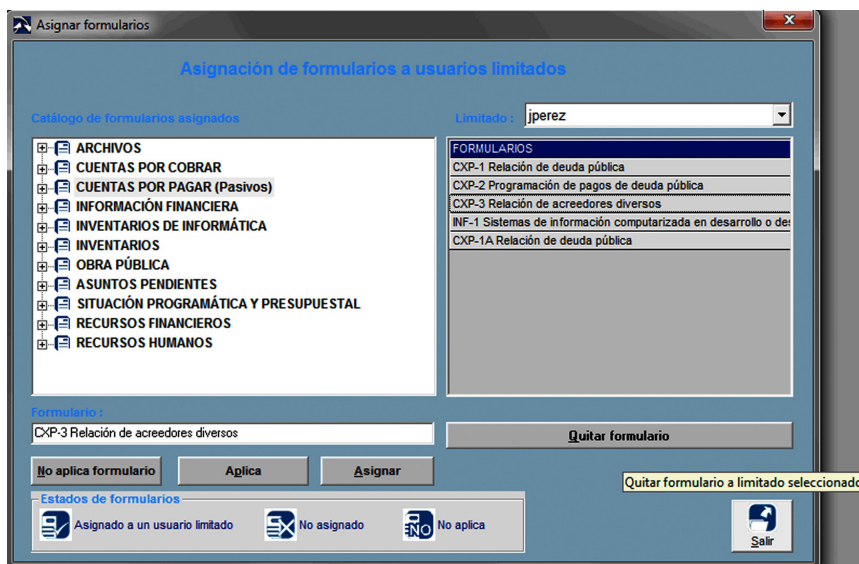 Asignar formularios
Asignación de formularios a usuarios limitados
Catálogo de formularios asignados
Limitado :
jperez
ARCHIVOS
CUENTAS POR COBRAR
CUENTAS POR PAGAR (Pasivos)
INFORMACIÓN FINANCIERA
INVENTARIOS DE INFORMÁTICA
INVENTARIOS
OBRA PÚBLICA
ASUNTOS PENDIENTES
SITUACIÓN PROGRAMÁTICA Y PRESUPUESTAL
RECURSOS FINANCIEROS
RECURSOS HUMANOS
FORMULARIOS
CXP-1 Relación de deuda pública
CXP-2 Programación de pagos de deuda pública
CXP-3 Relación de acreedores diversos
INF-1 Sistemas de información computarizada en desarrollo o des
CXP-1A Relación de deuda pública
Formulario :
CXP-3 Relación de acreedores diversos
Quitar formulario
No aplica formulario
Aplica
Asignar
Quitar formulario a limitado seleccionado
Estados de formularios
Asignado a un usuario limitado
No asignado
NO
No aplica
Salir